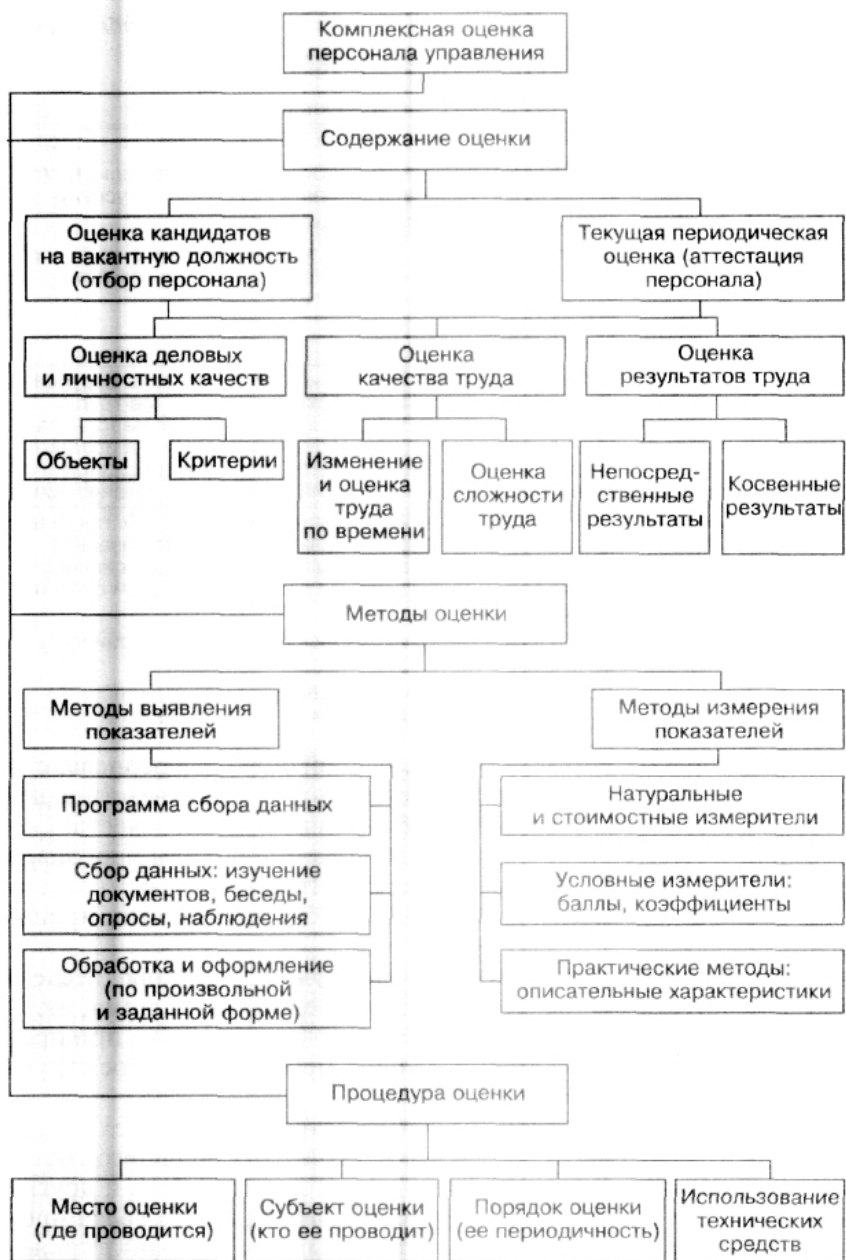 Комплексная оценка
персонала управления
Содержание оценки
Оценка кандидатов
на вакантную должность
(отбор персонала)
Текущая периодическая
оценка (аттестация
персонала)
Оценка деловых
и личностных качеств
Оценка
качества труда
Оценка
результатов труда
Объекты
Критерии
Изменение
и оценка
труда
по времени
Оценка
сложности
труда
Непосред-
ственные
результаты
Косвенные
результаты
Методы оценки
Методы выявления
показателей
Методы измерения
показателей
Программа сбора данных
Натуральные
и стоимостные измерители
Сбор данных: изучение
документов, беседы,
опросы, наблюдения
Условные измерители:
баллы, коэффициенты
Обработка и оформление
(по произвольной
и заданной форме)
Практические методы:
описательные характеристики
Процедура оценки
Место оценки
(где проводится)
Субъект оценки
(кто ее проводит)
Порядок оценки
(ее периодичность)
Использование
технических
средств